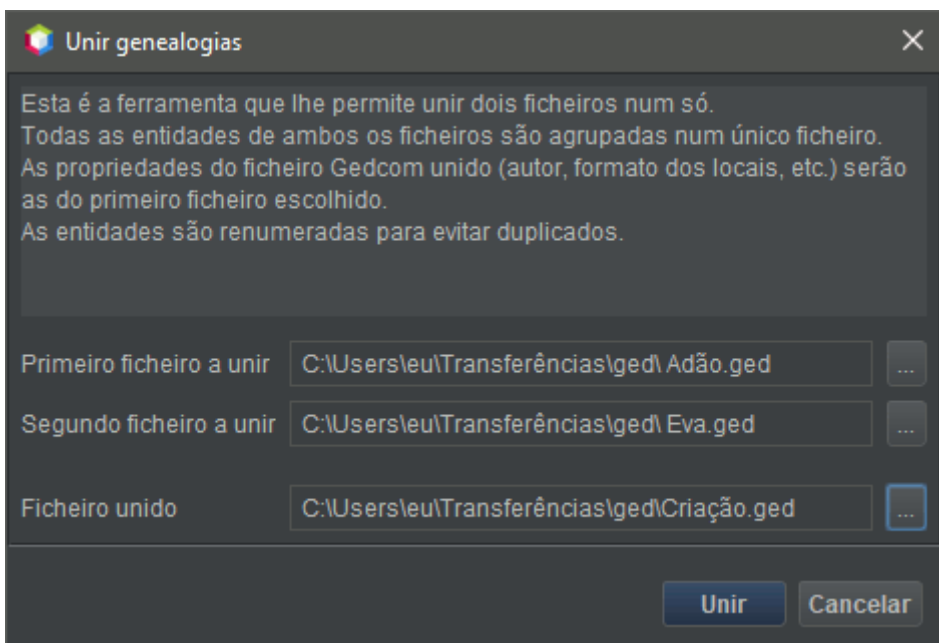 Unir genealogias
Esta é a ferramenta que lhe permite unir dois ficheiros num só.
Todas as entidades de ambos os ficheiros são agrupadas num único ficheiro.
As propriedades do ficheiro Gedcom unido (autor, formato dos locais, etc.) serão
as do primeiro ficheiro escolhido.
As entidades são renumeradas para evitar duplicados.
Primeiro ficheiro a unir C:\Users\eu\Transferências\ged\ Adão.ged ...
Segundo ficheiro a unir C:\Users\eu\Transferências\ged\ Eva.ged ...
Ficheiro unido C:\Users\eu\Transferências\ged\Criação.ged ...
Unir Cancelar